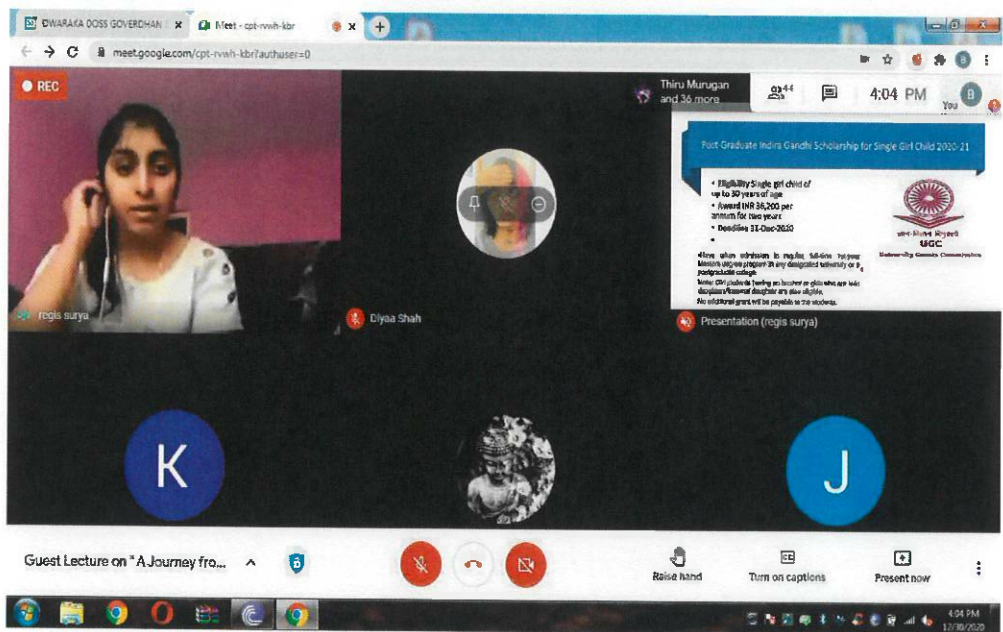 DWARAKA DOSS GOVERDHAN
Meet - cpt-rvwh-kbr
meet.google.com/cpt-rvwh-kbr?authuser=0
B
REC
Thiru Murugan
and 36 more
44
4:04 PM
You
B
Post-Graduate Indira Gandhi Scholarship for Single Girl Child 2020-21
• Eligibility Single girl child of
up to 30 years of age
• Award INR 36,200 per
annum for two years
• Deadline 31-Dec-2020
•
UGC
University Grants Commission
No additional grant will be payable to the students.
regis surya
Diyaa Shah
Presentation (regis surya)
K
J
Guest Lecture on "A Journey fro...
Raise hand
Turn on captions
Present now
4:04 PM
12/30/2020